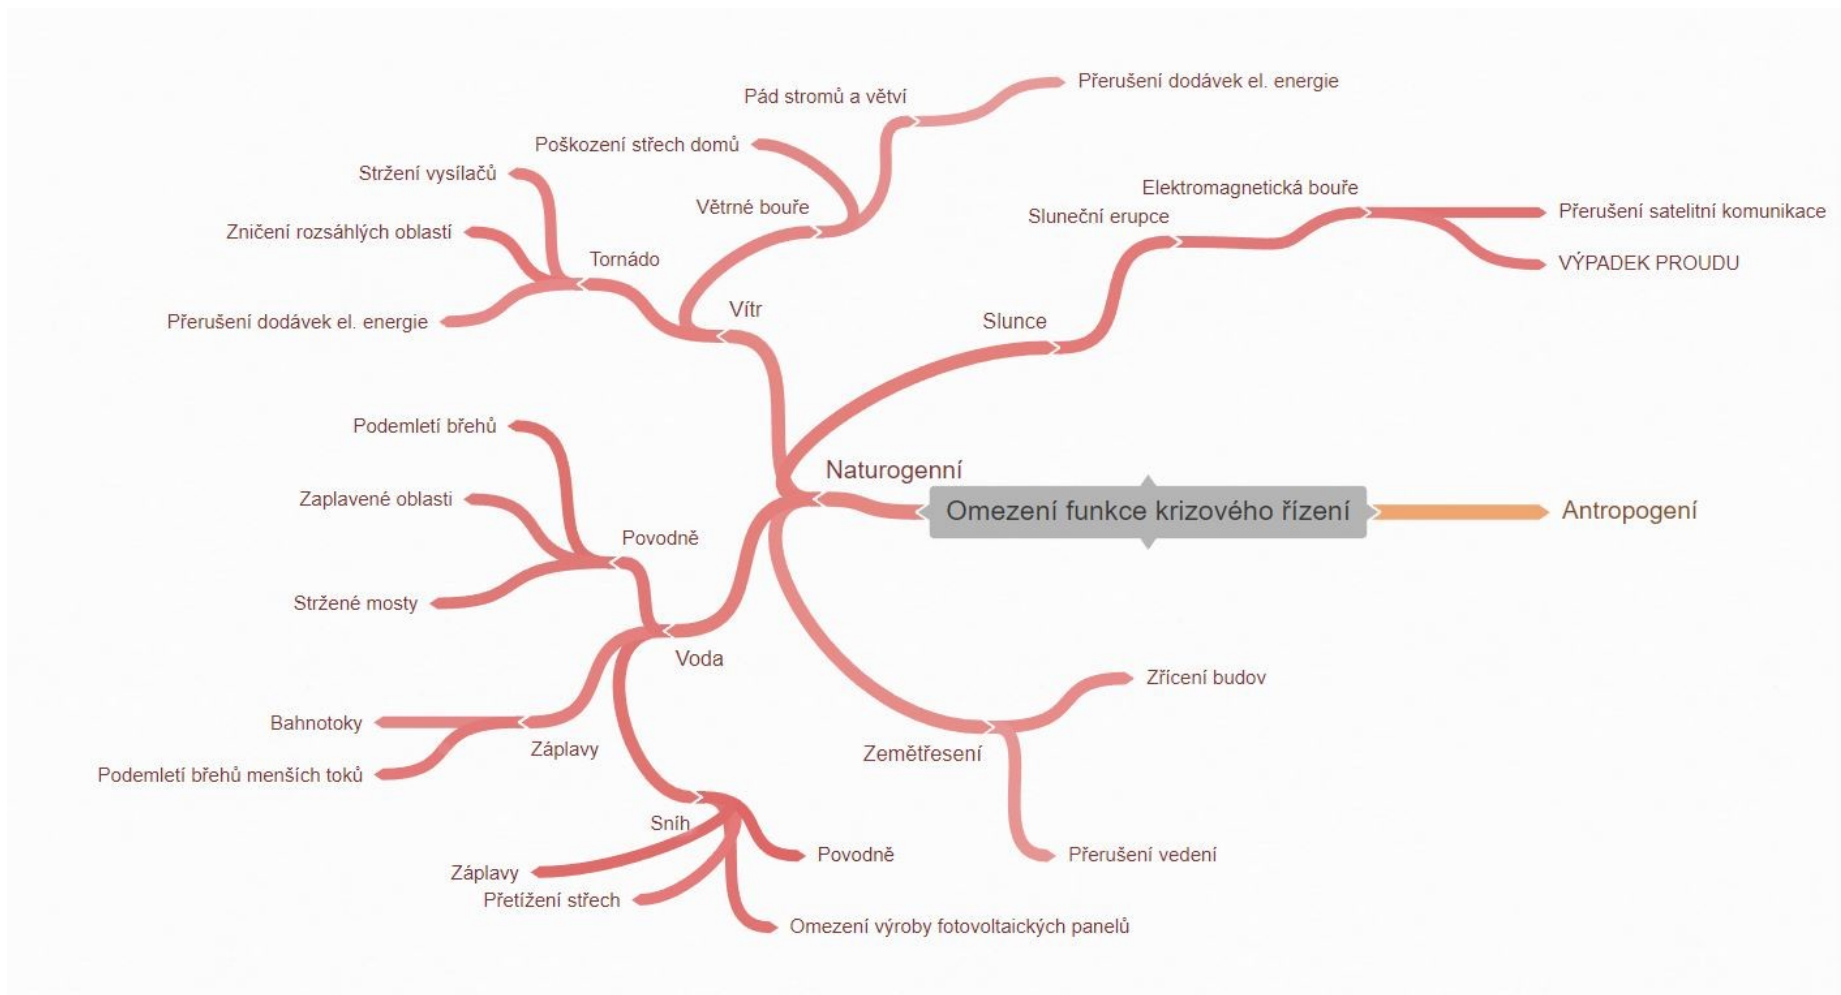 Přerušení dodávek el. energie
Pád stromů a větví
Poškození střech domů
Stržení vysílačů
Elektromagnetická bouře
Větrné bouře
Sluneční erupce
Přerušení satelitní komunikace
Zničení rozsáhlých oblastí
Tornádo
VÝPADEK PROUDU
Vítr
Slunce
Přerušení dodávek el. energie
Podemletí břehů
Naturogenní
Zaplavené oblasti
Omezení funkce krizového řízení
Antropogení
Povodně
Stržené mosty
Voda
Zřícení budov
Bahnotoky
Záplavy
Zemětřesení
Podemletí břehů menších toků
Sníh
Povodně
Přerušení vedení
Záplavy
Přetížení střech
Omezení výroby fotovoltaických panelů